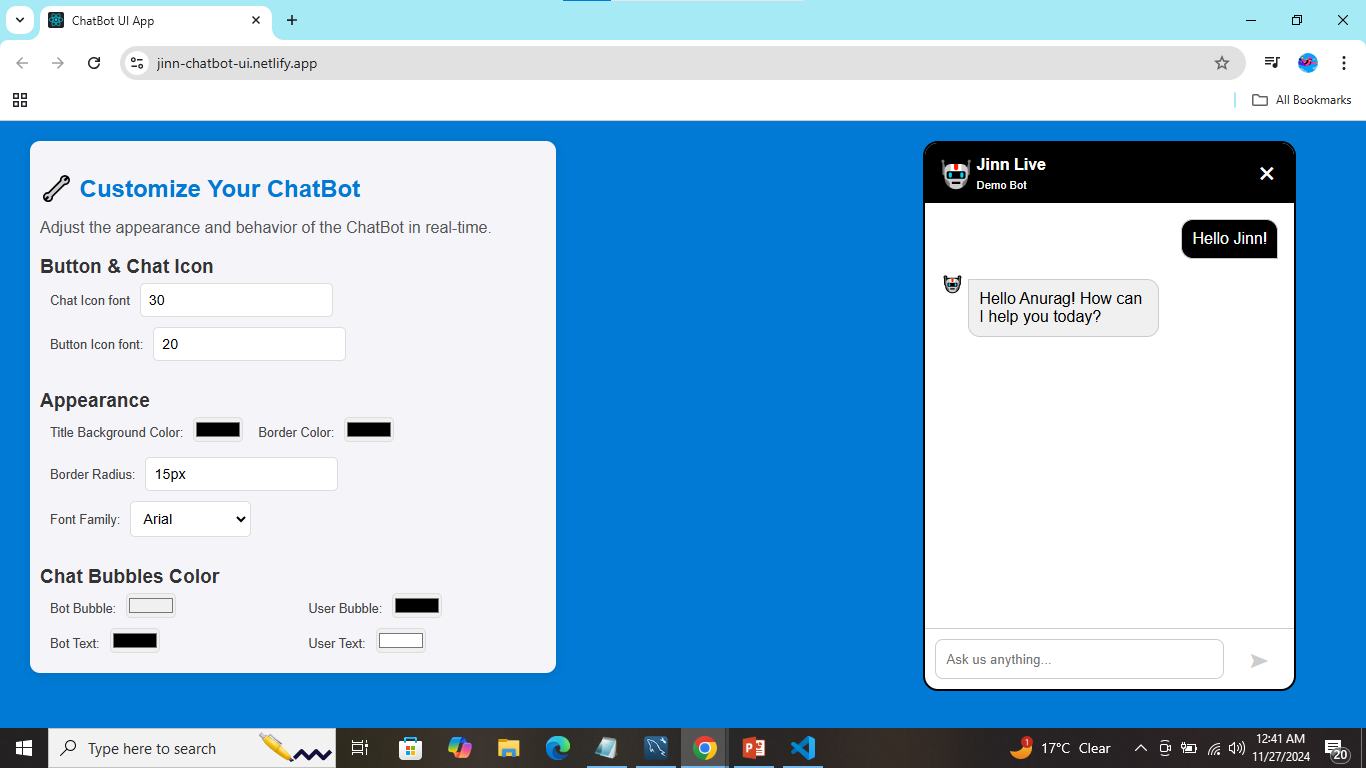 ChatBot UI App
jinn-chatbot-ui.netlify.app
All Bookmarks
Customize Your ChatBot
Adjust the appearance and behavior of the ChatBot in real-time.
Button & Chat Icon
Chat Icon font 30
Button Icon font: 20
Appearance
Title Background Color: Border Color:
Border Radius: 15px
Font Family: Arial
Chat Bubbles Color
Bot Bubble: User Bubble:
Bot Text: User Text:
Jinn Live
Demo Bot
Hello Jinn!
Hello Anurag! How can
I help you today?
Ask us anything...
Type here to search
1
17°C Clear
12:41 AM
11/27/2024
20